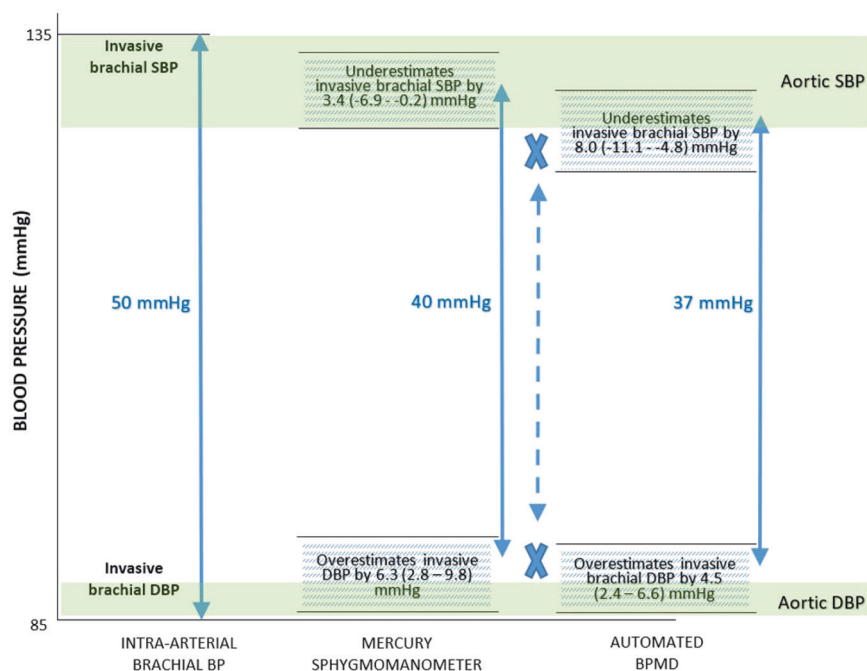 135
Invasive
brachial SBP
Underestimates
invasive brachial SBP by
3.4 (-6.9 - -0.2) mmHg
Aortic SBP
Underestimates
invasive brachial SBP by
8.0 (-11.1 - -4.8) mmHg
BLOOD PRESSURE (mmHg)
50 mmHg
40 mmHg
37 mmHg
Invasive
brachial DBP
Overestimates invasive
DBP by 6.3 (2.8 – 9.8)
mmHg
Overestimates invasive
brachial DBP by 4.5
(2.4 – 6.6) mmHg
Aortic DBP
85
INTRA-ARTERIAL
BRACHIAL BP
MERCURY
SPHYGMOMANOMETER
AUTOMATED
BPMD